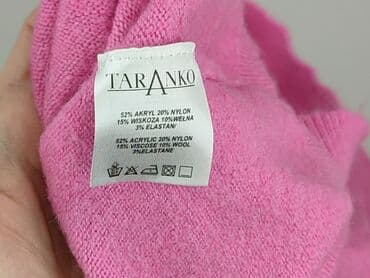 TARANKO
52% AKRYL 20% NYLON
15% WISKOZA 10%WEŁNA
3% ELASTAN/
52% ACRYLIC 20% NYLON
15% VISCOSE 10% WOOL
3%ELASTANE